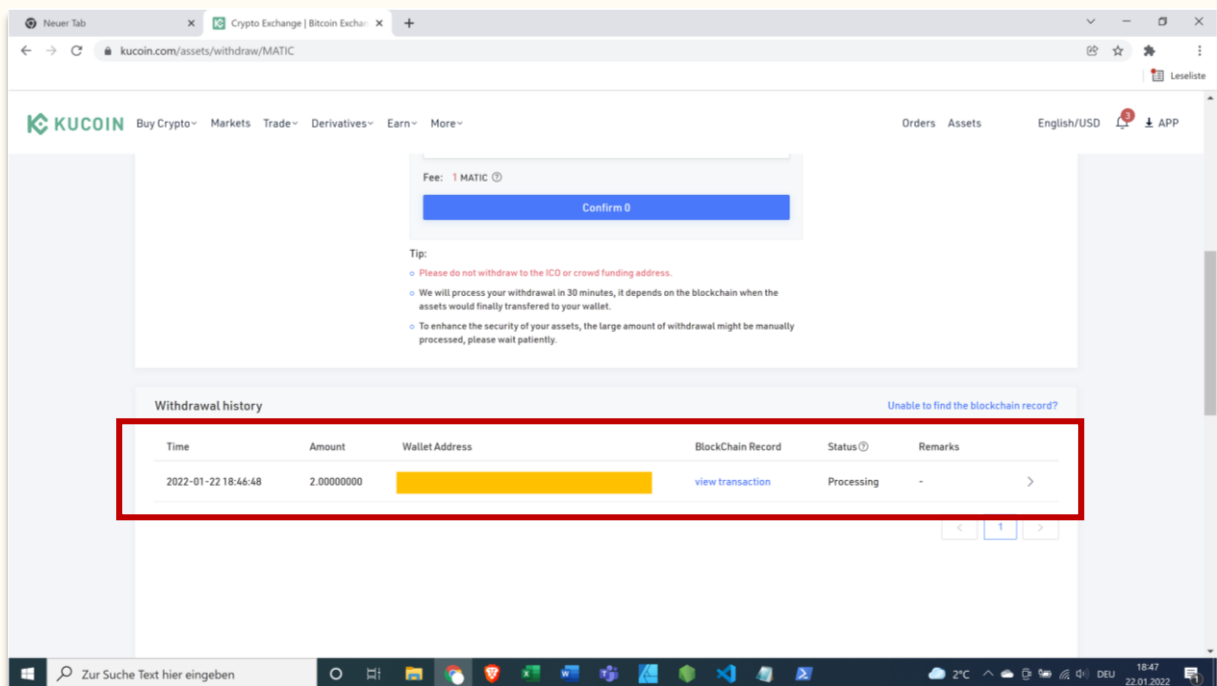 Neuer Tab
Crypto Exchange | Bitcoin Exchan
kucoin.com/assets/withdraw/MATIC
Leseliste
KUCOIN Buy Crypto Markets Trade Derivatives Earn More Orders Assets English/USD 3 APP
Fee: 1 MATIC
Confirm 0
Tip:
Please do not withdraw to the ICO or crowd funding address.
We will process your withdrawal in 30 minutes, it depends on the blockchain when the
assets would finally transfered to your wallet.
To enhance the security of your assets, the large amount of withdrawal might be manually
processed, please wait patiently.
Withdrawal history Unable to find the blockchain record?
Time Amount Wallet Address BlockChain Record Status Remarks
2022-01-22 18:46:48 2.00000000 view transaction Processing -
< 1 >
Zur Suche Text hier eingeben 2°C DEU 18:47
22.01.2022